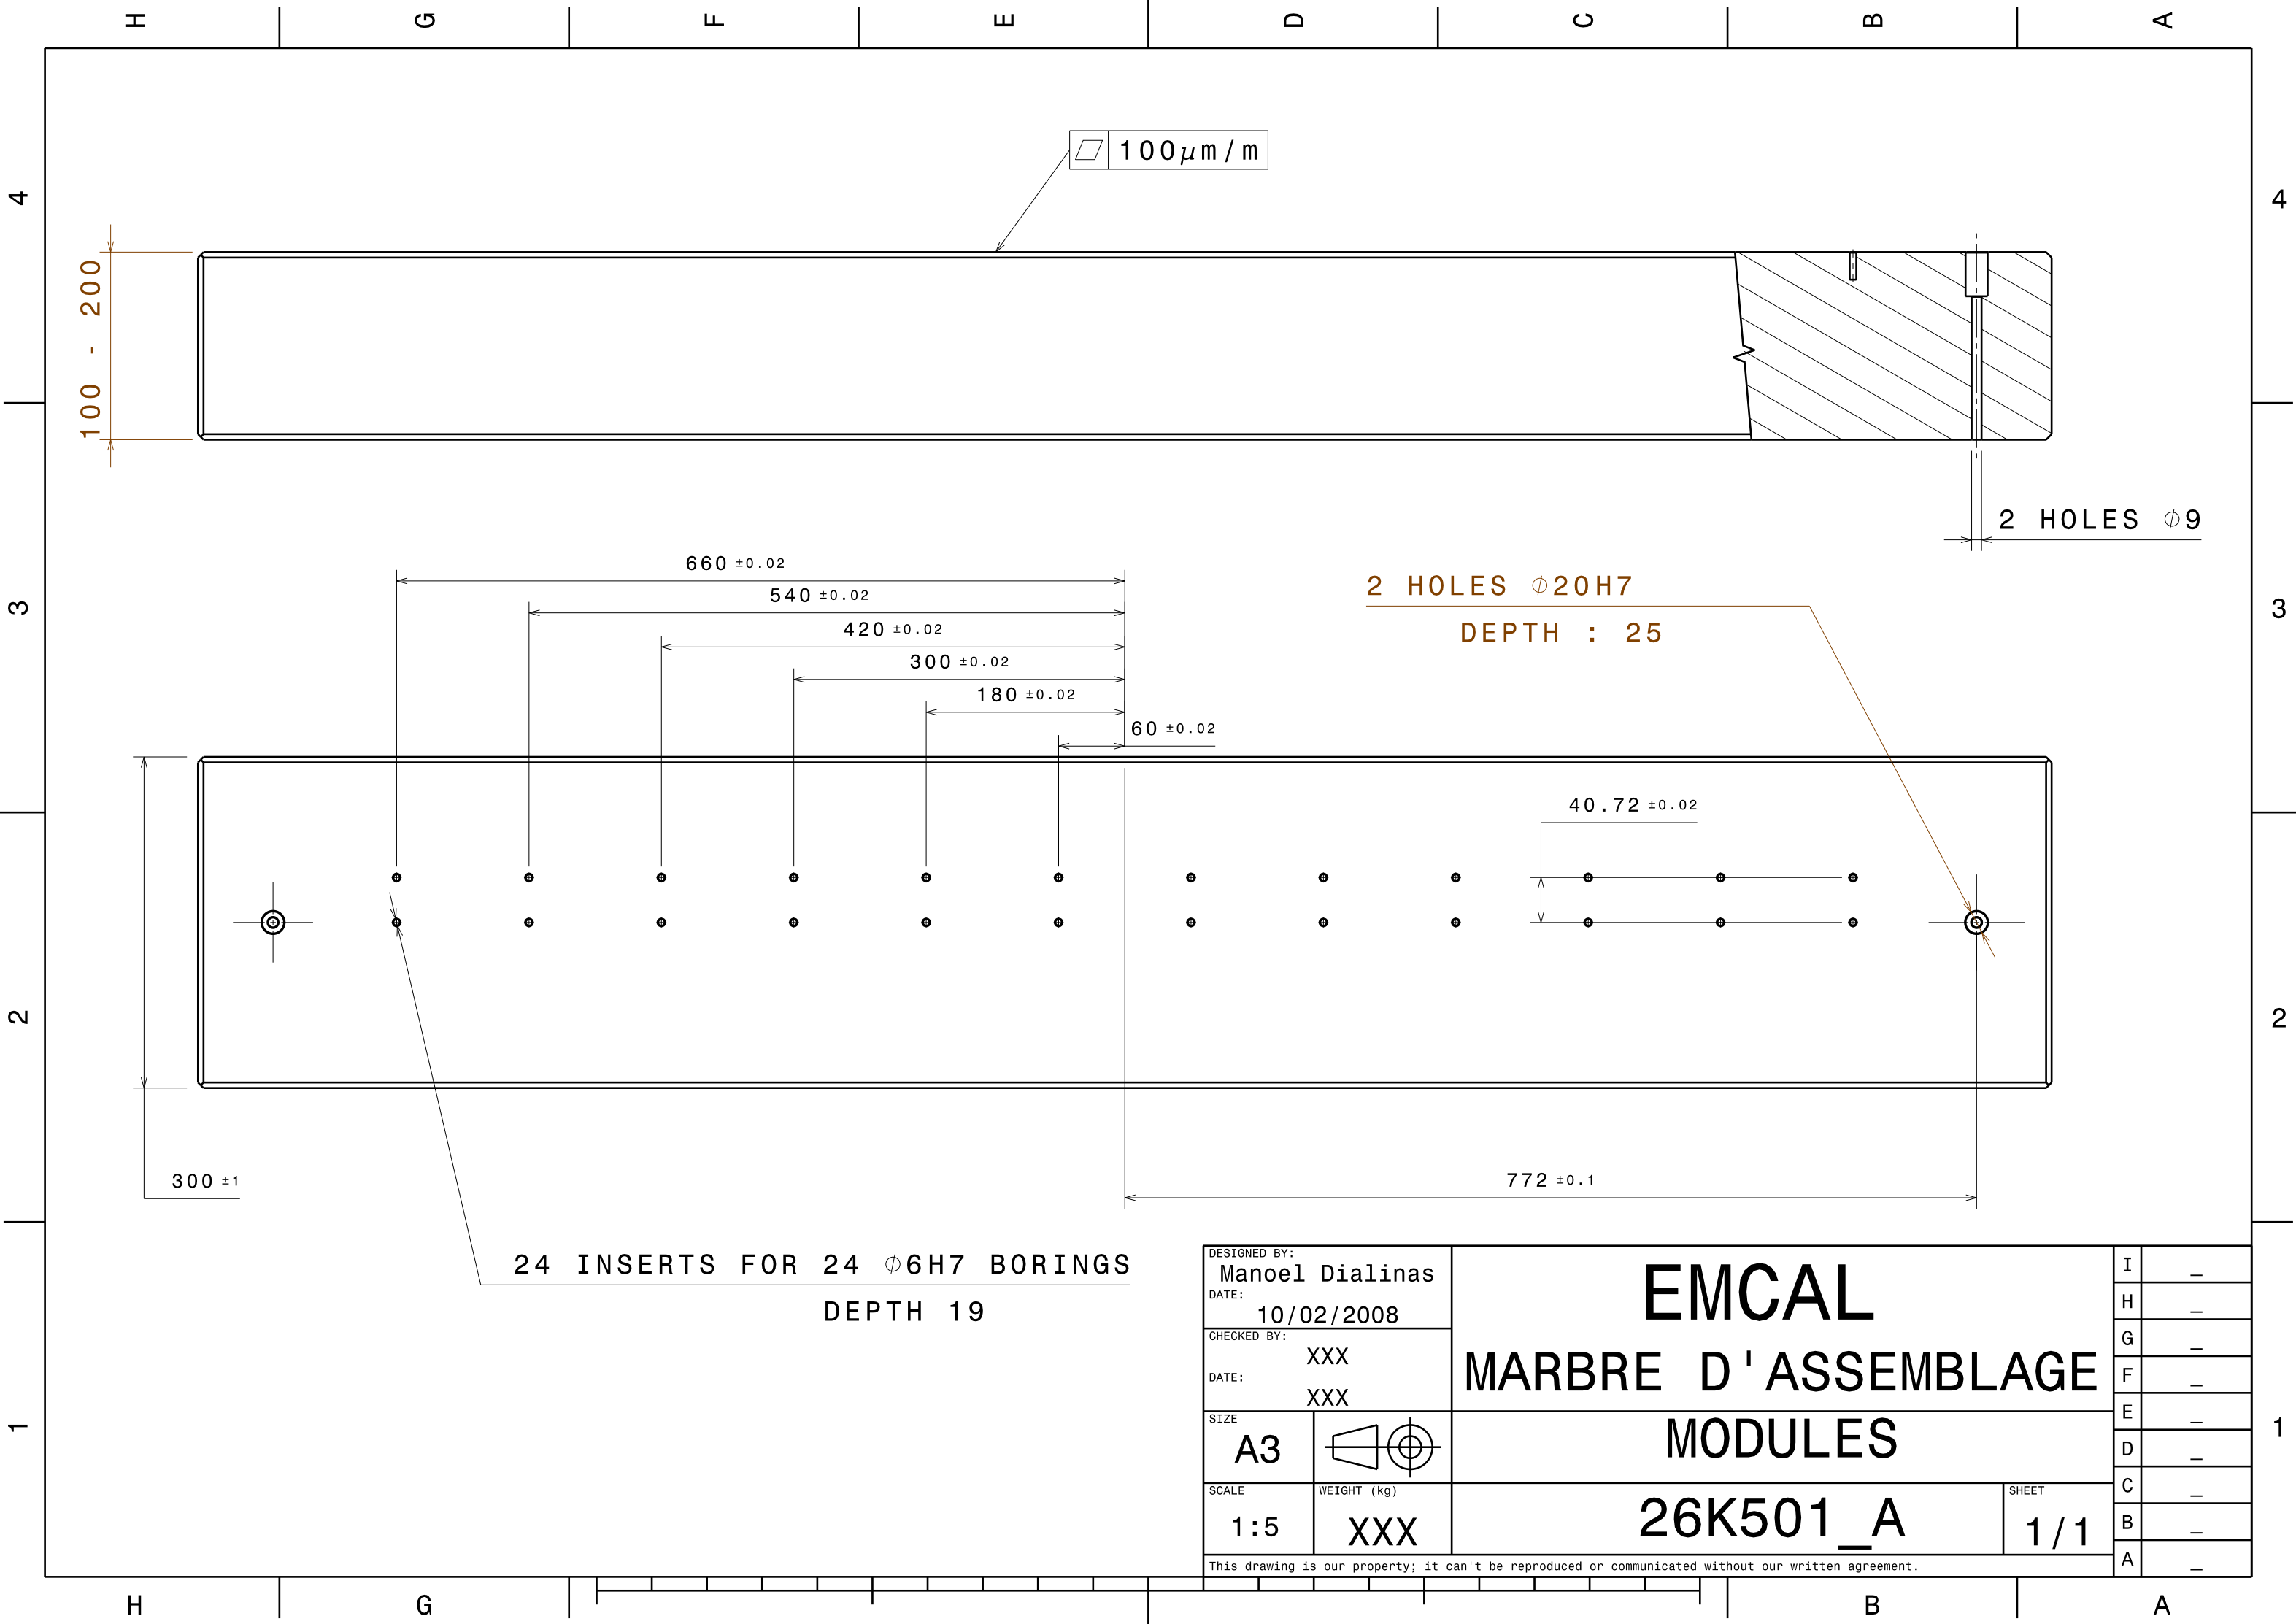 H G F E D C B A
4
4
100µm/m
100 - 200
2 HOLES ∅9
3
3
660 ±0.02
540 ±0.02
420 ±0.02
300 ±0.02
180 ±0.02
60 ±0.02
2 HOLES ∅20H7
DEPTH : 25
40.72 ±0.02
2
2
300 ±1
772 ±0.1
24 INSERTS FOR 24 ∅6H7 BORINGS
DEPTH 19
1
1
DESIGNED BY:
Manoel Dialinas
DATE:
10/02/2008
CHECKED BY:
XXX
DATE:
XXX
SIZE
A3
SCALE
1:5
WEIGHT (kg)
XXX
EMCAL
MARBRE D'ASSEMBLAGE
MODULES
26K501_A
SHEET
1/1
I _
H _
G _
F _
E _
D _
C _
B _
A _
This drawing is our property; it can't be reproduced or communicated without our written agreement.
H G B A